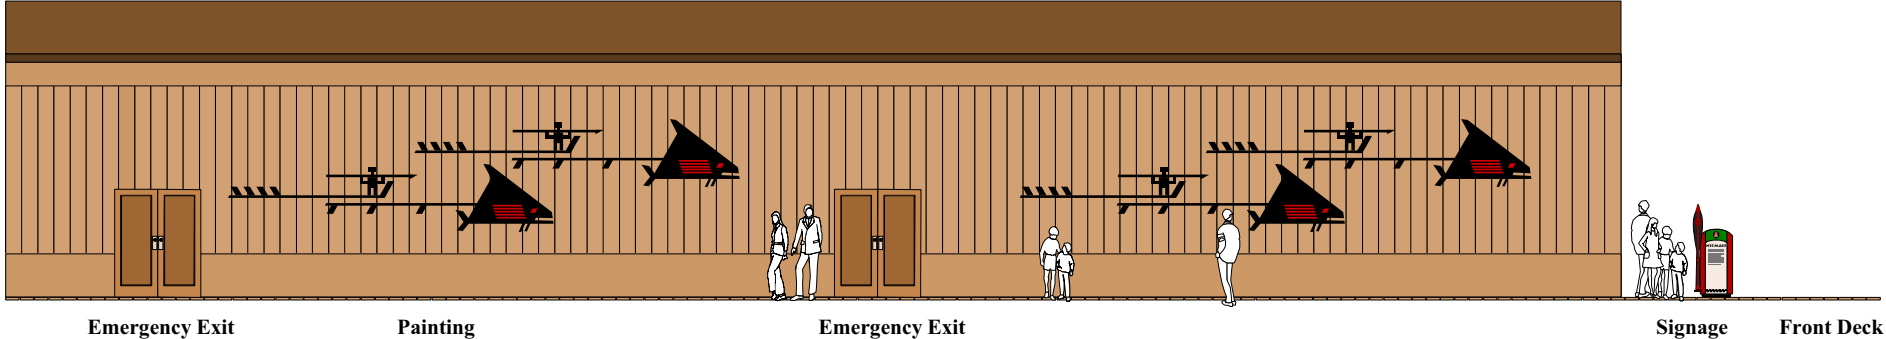 Emergency Exit
Painting
Emergency Exit
Signage
Front Deck